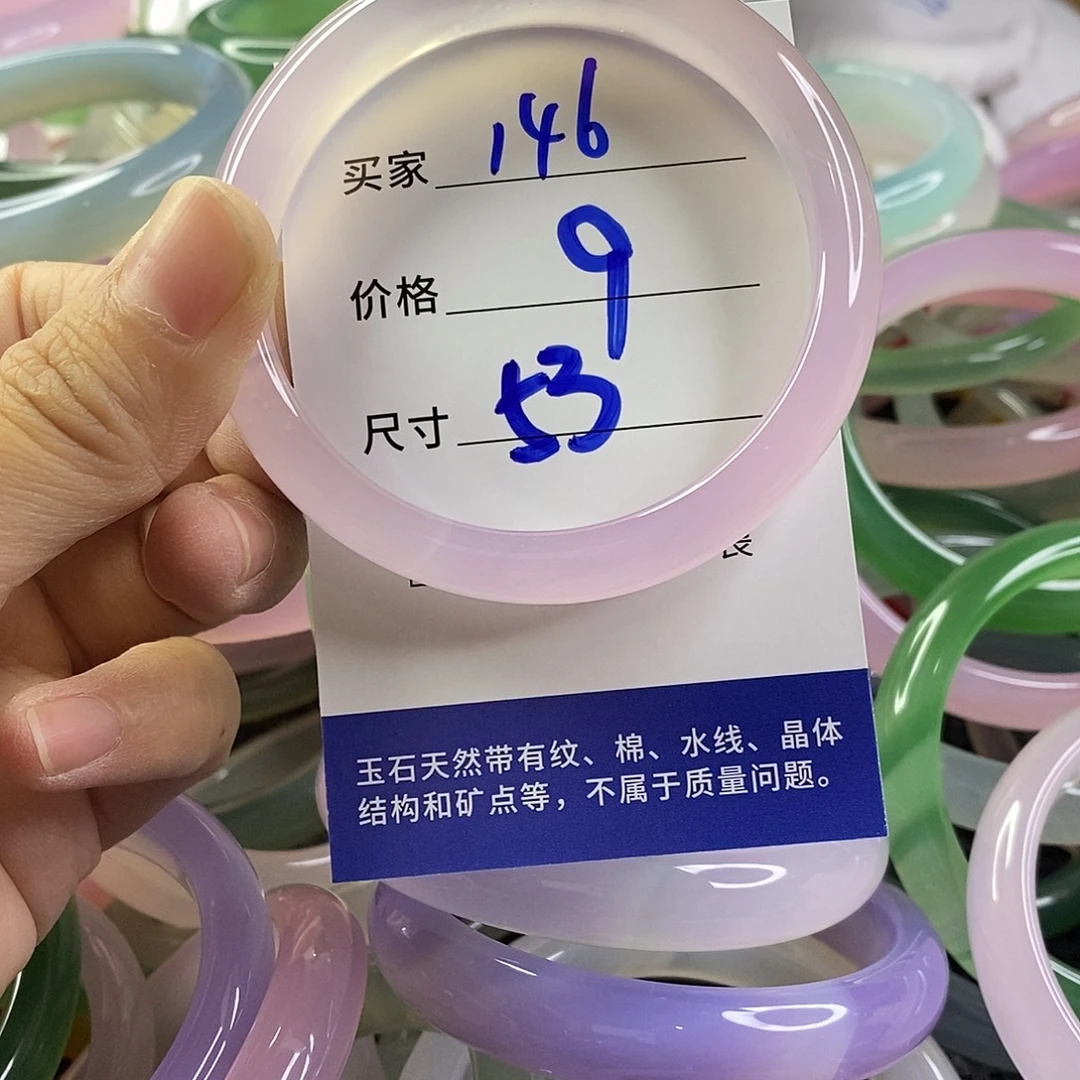 买家 146
价格 9
尺寸 53
长
玉石天然带有纹、棉、水线、晶体
结构和矿点等，不属于质量问题。